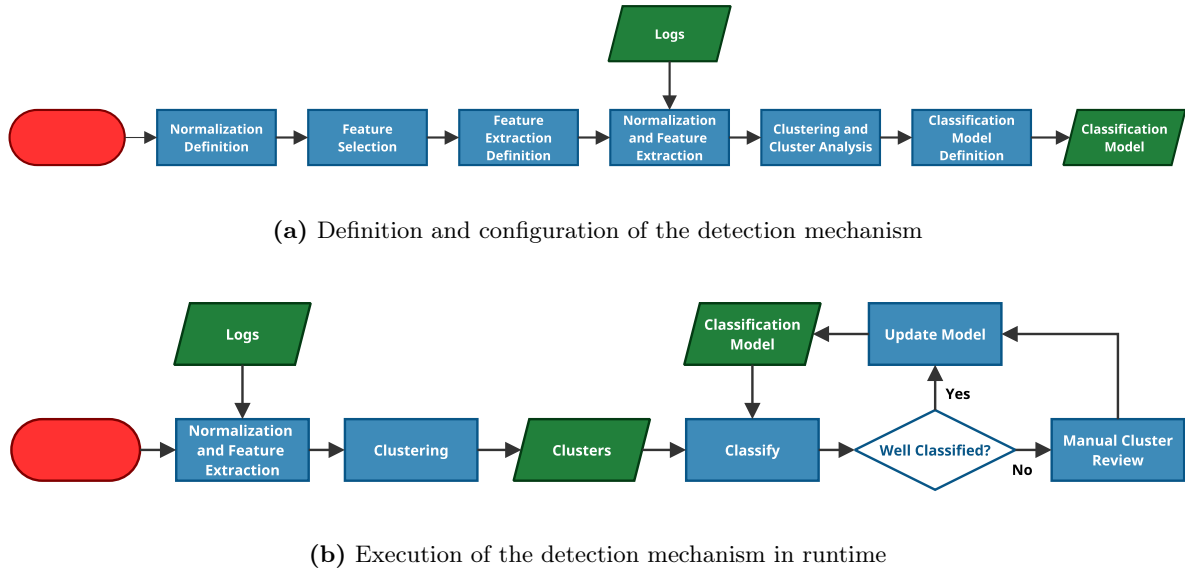 Logs
Normalization
Definition
Feature
Selection
Feature
Extraction
Definition
Normalization
and Feature
Extraction
Clustering and
Cluster Analysis
Classification
Model
Definition
Classification
Model
(a) Definition and configuration of the detection mechanism
Logs
Classification
Model
Update Model
Yes
Normalization
and Feature
Extraction
Clustering
Clusters
Classify
Well Classified?
No
Manual Cluster
Review
(b) Execution of the detection mechanism in runtime